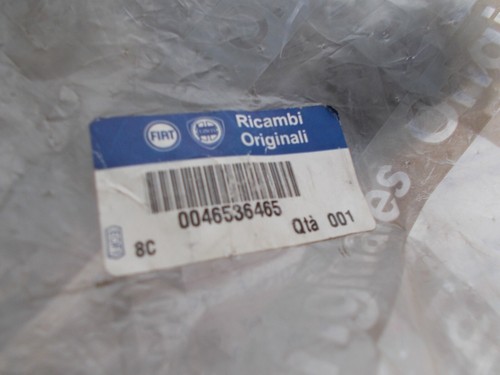 FIAT
Ricambi
Originali
0046536465
8C
Qtà 001